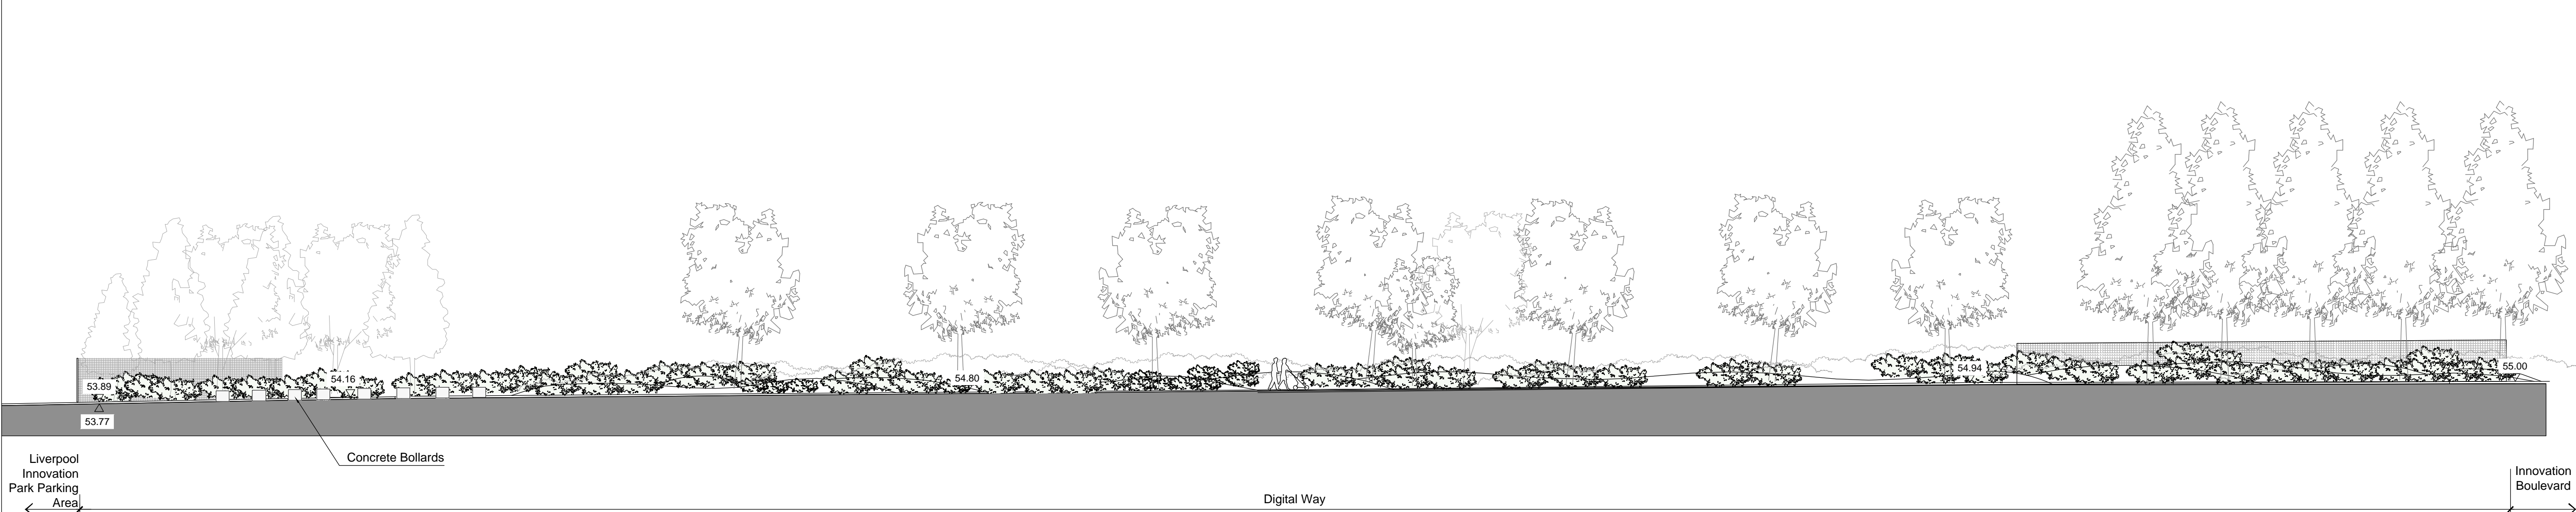 53.89
54.16
54.80
54.94
55.00
53.77
Concrete Bollards
Liverpool
Innovation
Park Parking
Area
Digital Way
Innovation
Boulevard